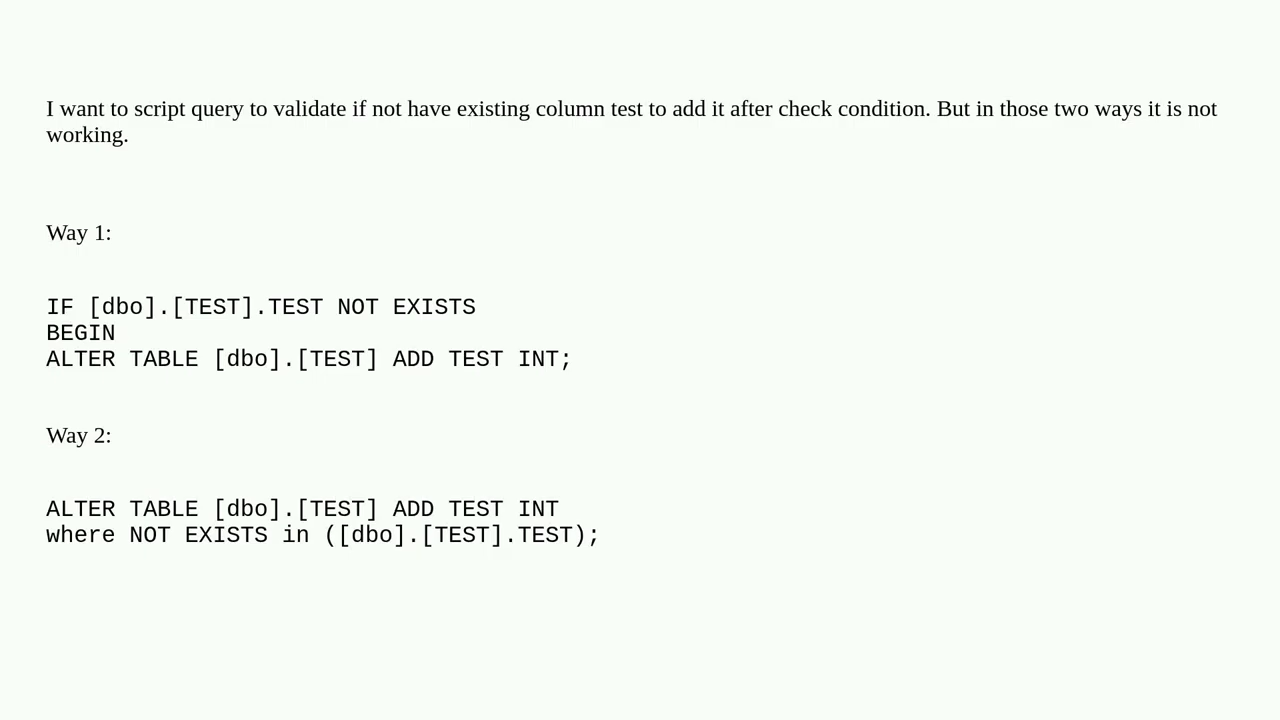 I want to script query to validate if not have existing column test to add it after check condition. But in those two ways it is not
working.
Way 1:
IF [dbo].[TEST].TEST NOT EXISTS
BEGIN
ALTER TABLE [dbo].[TEST] ADD TEST INT;
Way 2:
ALTER TABLE [dbo].[TEST] ADD TEST INT
where NOT EXISTS in ([dbo].[TEST].TEST);